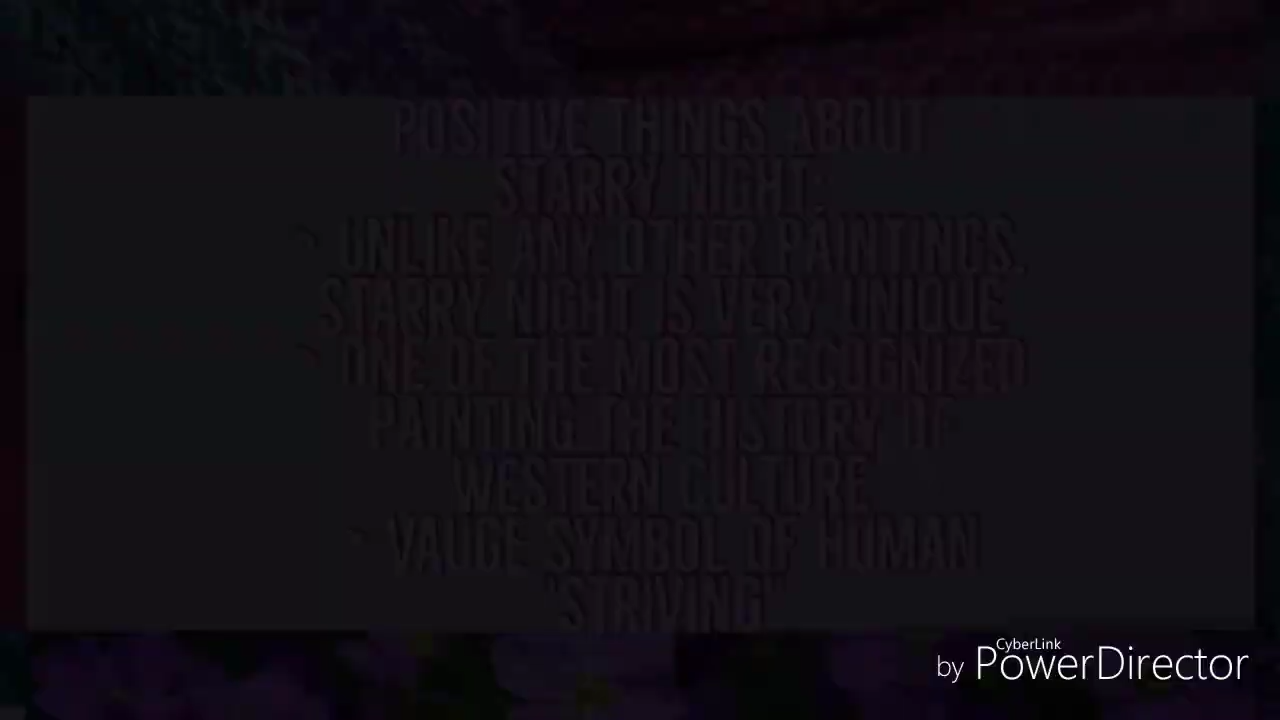 POSITIVE THINGS ABOUT
STARRY NIGHT:
UNLIKE ANY OTHER PAINTINGS,
STARRY NIGHT IS VERY UNIQUE
ONE OF THE MOST RECOGNIZED
PAINTING THE HISTORY OF
WESTERN CULTURE
VAUGE SYMBOL OF HUMAN
"STRIVING"
CyberLink
by PowerDirector